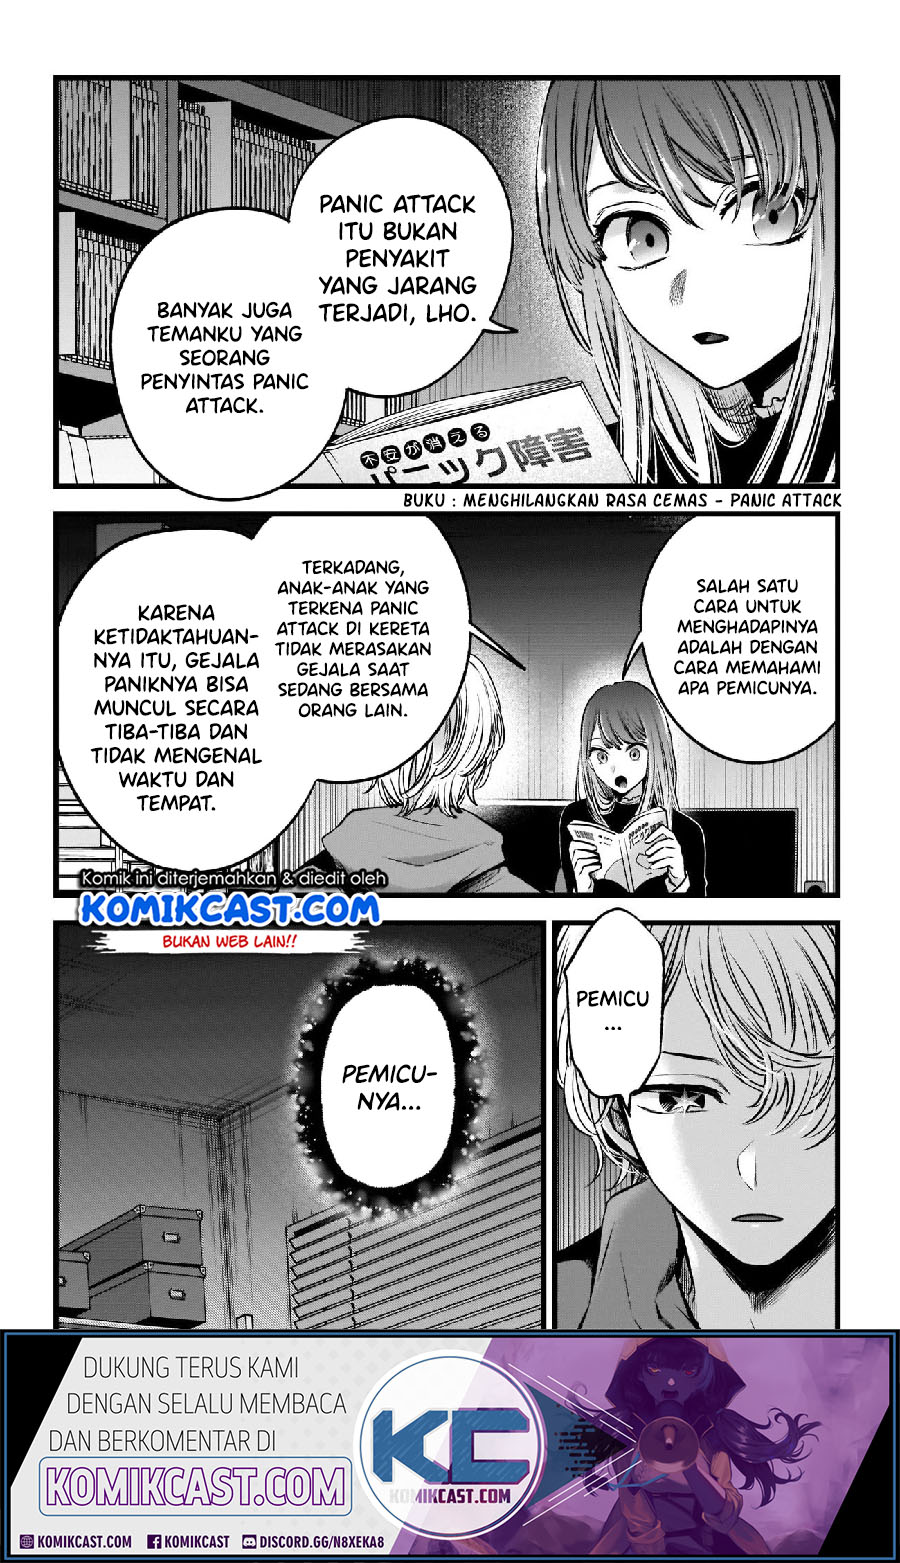 PANIC ATTACK
ITU BUKAN
PENYAKIT
YANG JARANG
TERJADI, LHO.
BANYAK JUGA
TEMANKU YANG
SEORANG
PENYINTAS PANIC
ATTACK.
不安が消える
パニック障害
BUKU : MENGHILANGKAN RASA CEMAS - PANIC ATTACK
SALAH SATU
CARA UNTUK
MENGHADAPINYA
ADALAH DENGAN
CARA MEMAHAMI
APA PEMICUNYA.
TERKADANG,
ANAK-ANAK YANG
TERKENA PANIC
ATTACK DI KERETA
TIDAK MERASAKAN
GEJALA SAAT
SEDANG BERSAMA
ORANG LAIN.
KARENA
KETIDAKTAHUAN-
NYA ITU, GEJALA
PANIKNYA BISA
MUNCUL SECARA
TIBA-TIBA DAN
TIDAK MENGENAL
WAKTU DAN
TEMPAT.
Komik ini diterjemahkan & diedit oleh
KOMIKCAST.COM
BUKAN WEB LAIN!!
PEMICU
...
PEMICU-
NYA...
DUKUNG TERUS KAMI
DENGAN SELALU MEMBACA
DAN BERKOMENTAR DI
KOMIKCAST.COM
KC
KOMIKCAST.COM
KOMIKCAST.COM KOMIKCAST DISCORD.GG/N8XEKA8